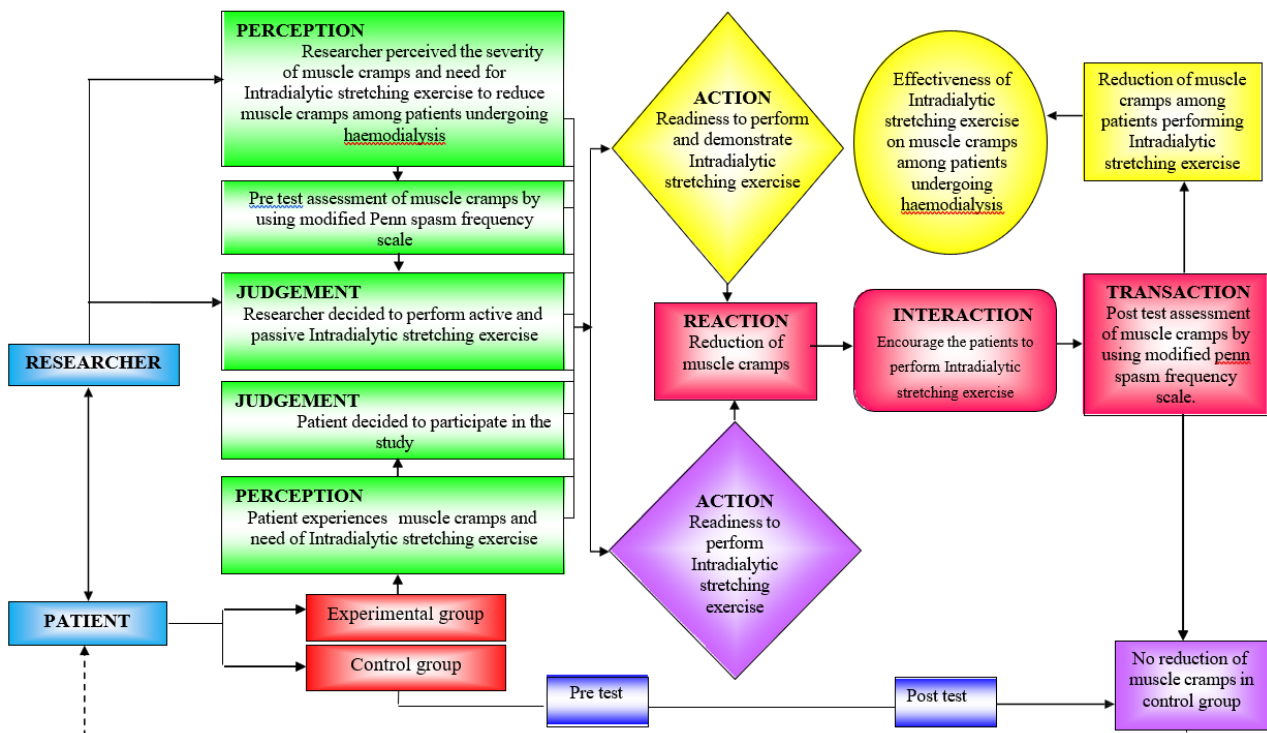 PERCEPTION
Researcher perceived the severity
of muscle cramps and need for
Intradialytic stretching exercise to reduce
muscle cramps among patients undergoing
haemodialysis
Pre test assessment of muscle cramps by
using modified Penn spasm frequency
scale
JUDGEMENT
Researcher decided to perform active and
passive Intradialytic stretching exercise
RESEARCHER
JUDGEMENT
Patient decided to participate in the
study
PERCEPTION
Patient experiences muscle cramps and
need of Intradialytic stretching exercise
PATIENT
Experimental group
Control group
ACTION
Readiness to perform
and demonstrate
Intradialytic
stretching exercise
REACTION
Reduction of
muscle cramps
ACTION
Readiness to
perform
Intradialytic
stretching
exercise
INTERACTION
Encourage the patients to
perform Intradialytic
stretching exercise
TRANSACTION
Post test assessment
of muscle cramps by
using modified penn
spasm frequency
scale.
Reduction of muscle
cramps among
patients performing
Intradialytic
stretching exercise
Effectiveness of
Intradialytic
stretching exercise
on muscle cramps
among patients
undergoing
haemodialysis
Pre test
Post test
No reduction of
muscle cramps in
control group